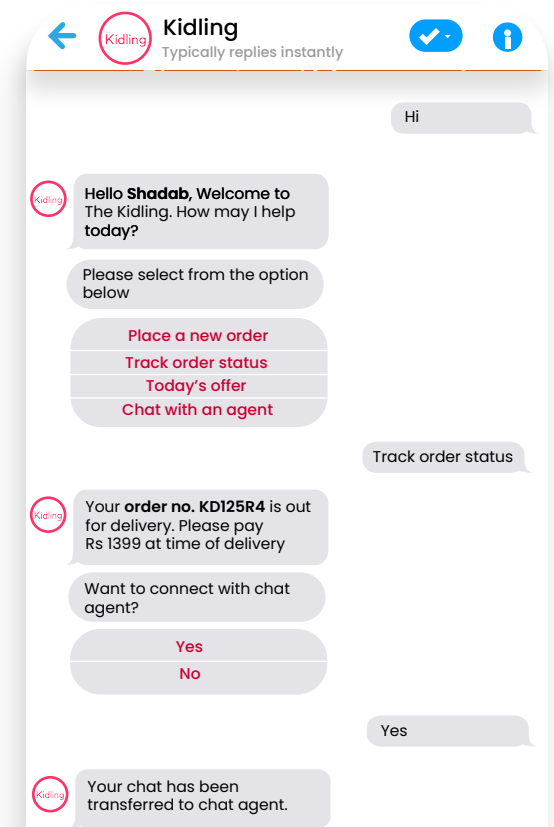 Kidling
Kidling
Typically replies instantly
Hi
Kidling
Hello Shadab, Welcome to
The Kidling. How may I help
today?
Please select from the option
below
Place a new order
Track order status
Today's offer
Chat with an agent
Track order status
Kidling
Your order no. KD125R4 is out
for delivery. Please pay
Rs 1399 at time of delivery
Want to connect with chat
agent?
Yes
No
Yes
Kidling
Your chat has been
transferred to chat agent.